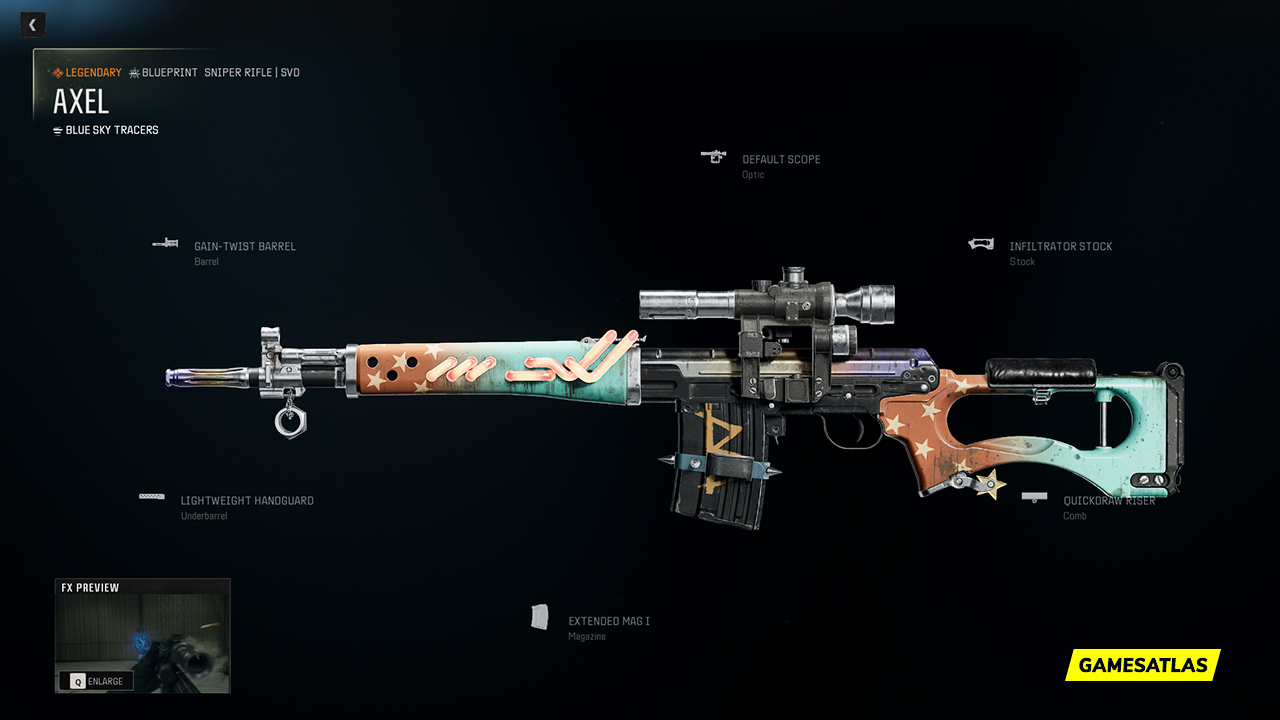 LEGENDARY BLUEPRINT SNIPER RIFLE | SVD
AXEL
BLUE SKY TRACERS
DEFAULT SCOPE
Optic
GAIN-TWIST BARREL
Barrel
INFILTRATOR STOCK
Stock
LIGHTWEIGHT HANDGUARD
Underbarrel
QUICKDRAW RISER
Comb
EXTENDED MAG I
Magazine
FX PREVIEW
Q ENLARGE
GAMESATLAS